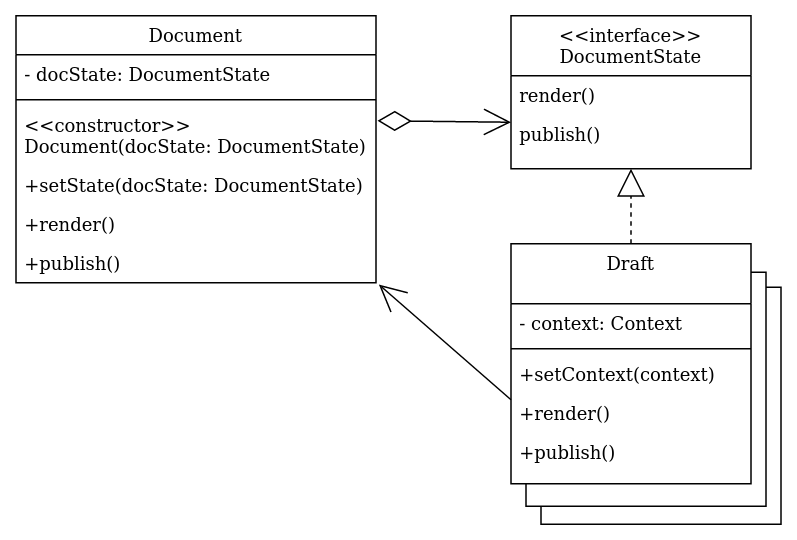 Document
- docState: DocumentState
<<constructor>>
Document(docState: DocumentState)
+setState(docState: DocumentState)
+render()
+publish()
<<interface>>
DocumentState
render()
publish()
Draft
- context: Context
+setContext(context)
+render()
+publish()